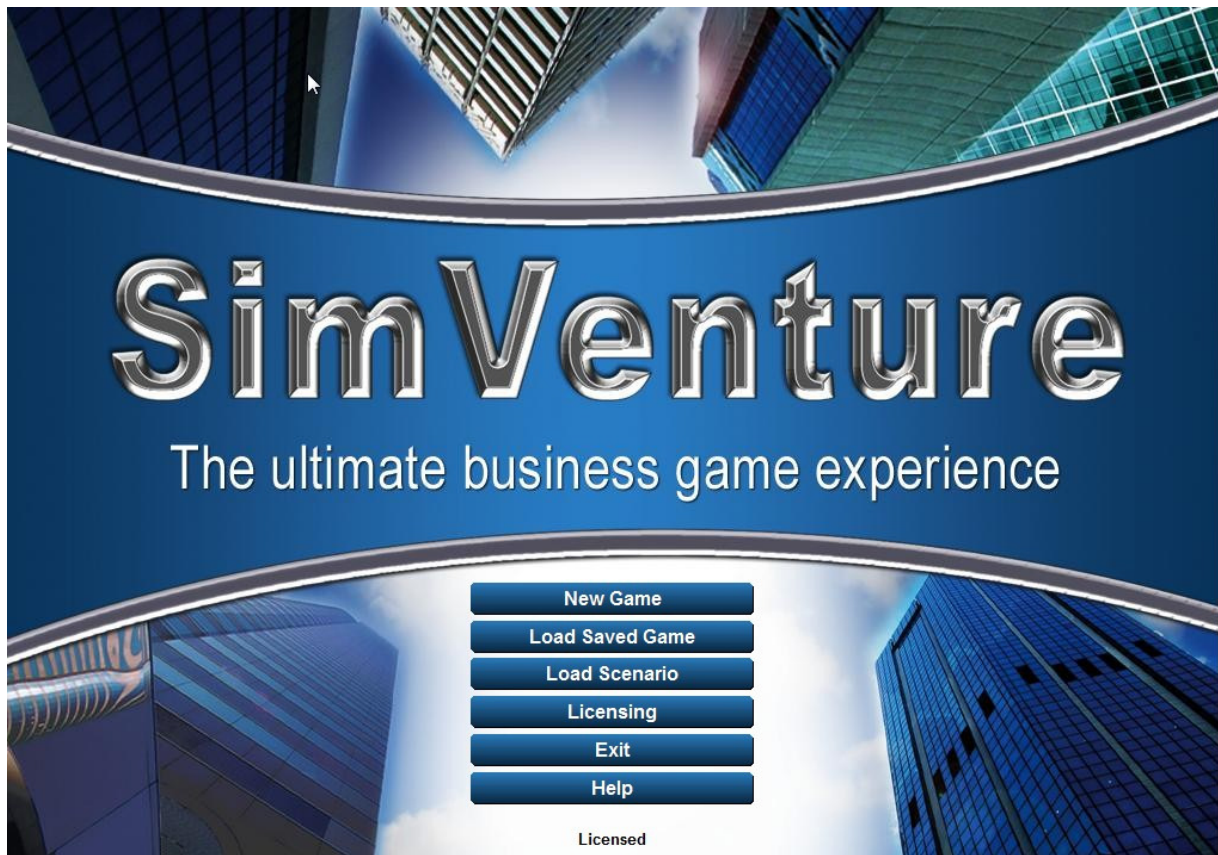 SimVenture
The ultimate business game experience
New Game
Load Saved Game
Load Scenario
Licensing
Exit
Help
Licensed